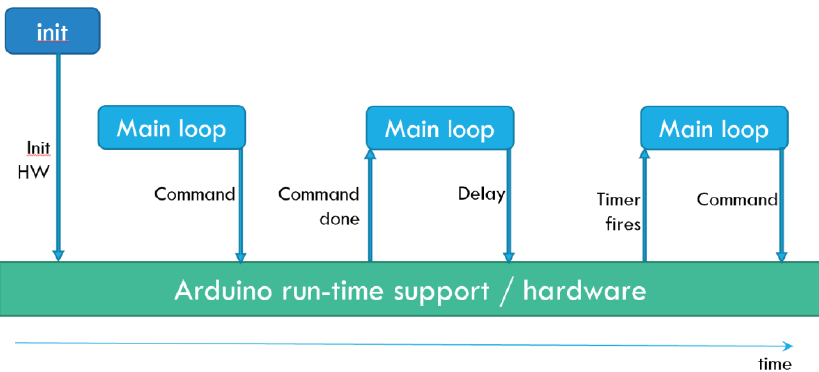 init
Init
HW
Main loop
Command
Command
done
Main loop
Delay
Timer
fires
Main loop
Command
Arduino run-time support / hardware
time